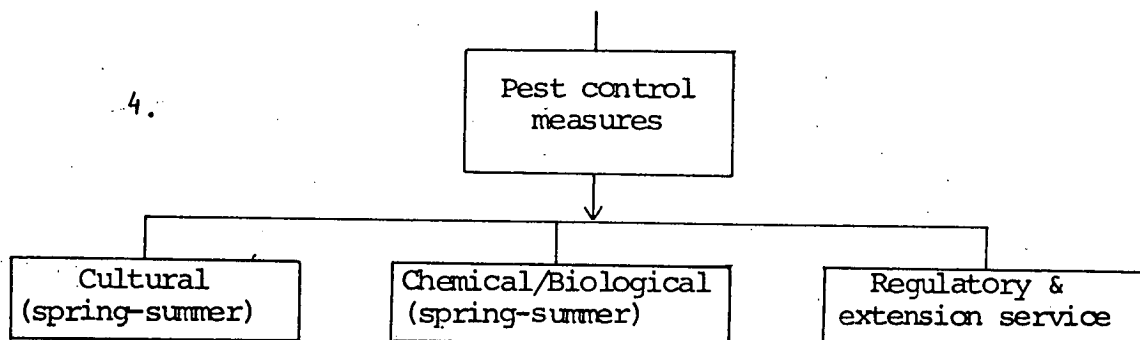 Pest control
measures
4.
Cultural
(spring-summer)
Chemical/Biological
(spring-summer)
Regulatory &
extension service